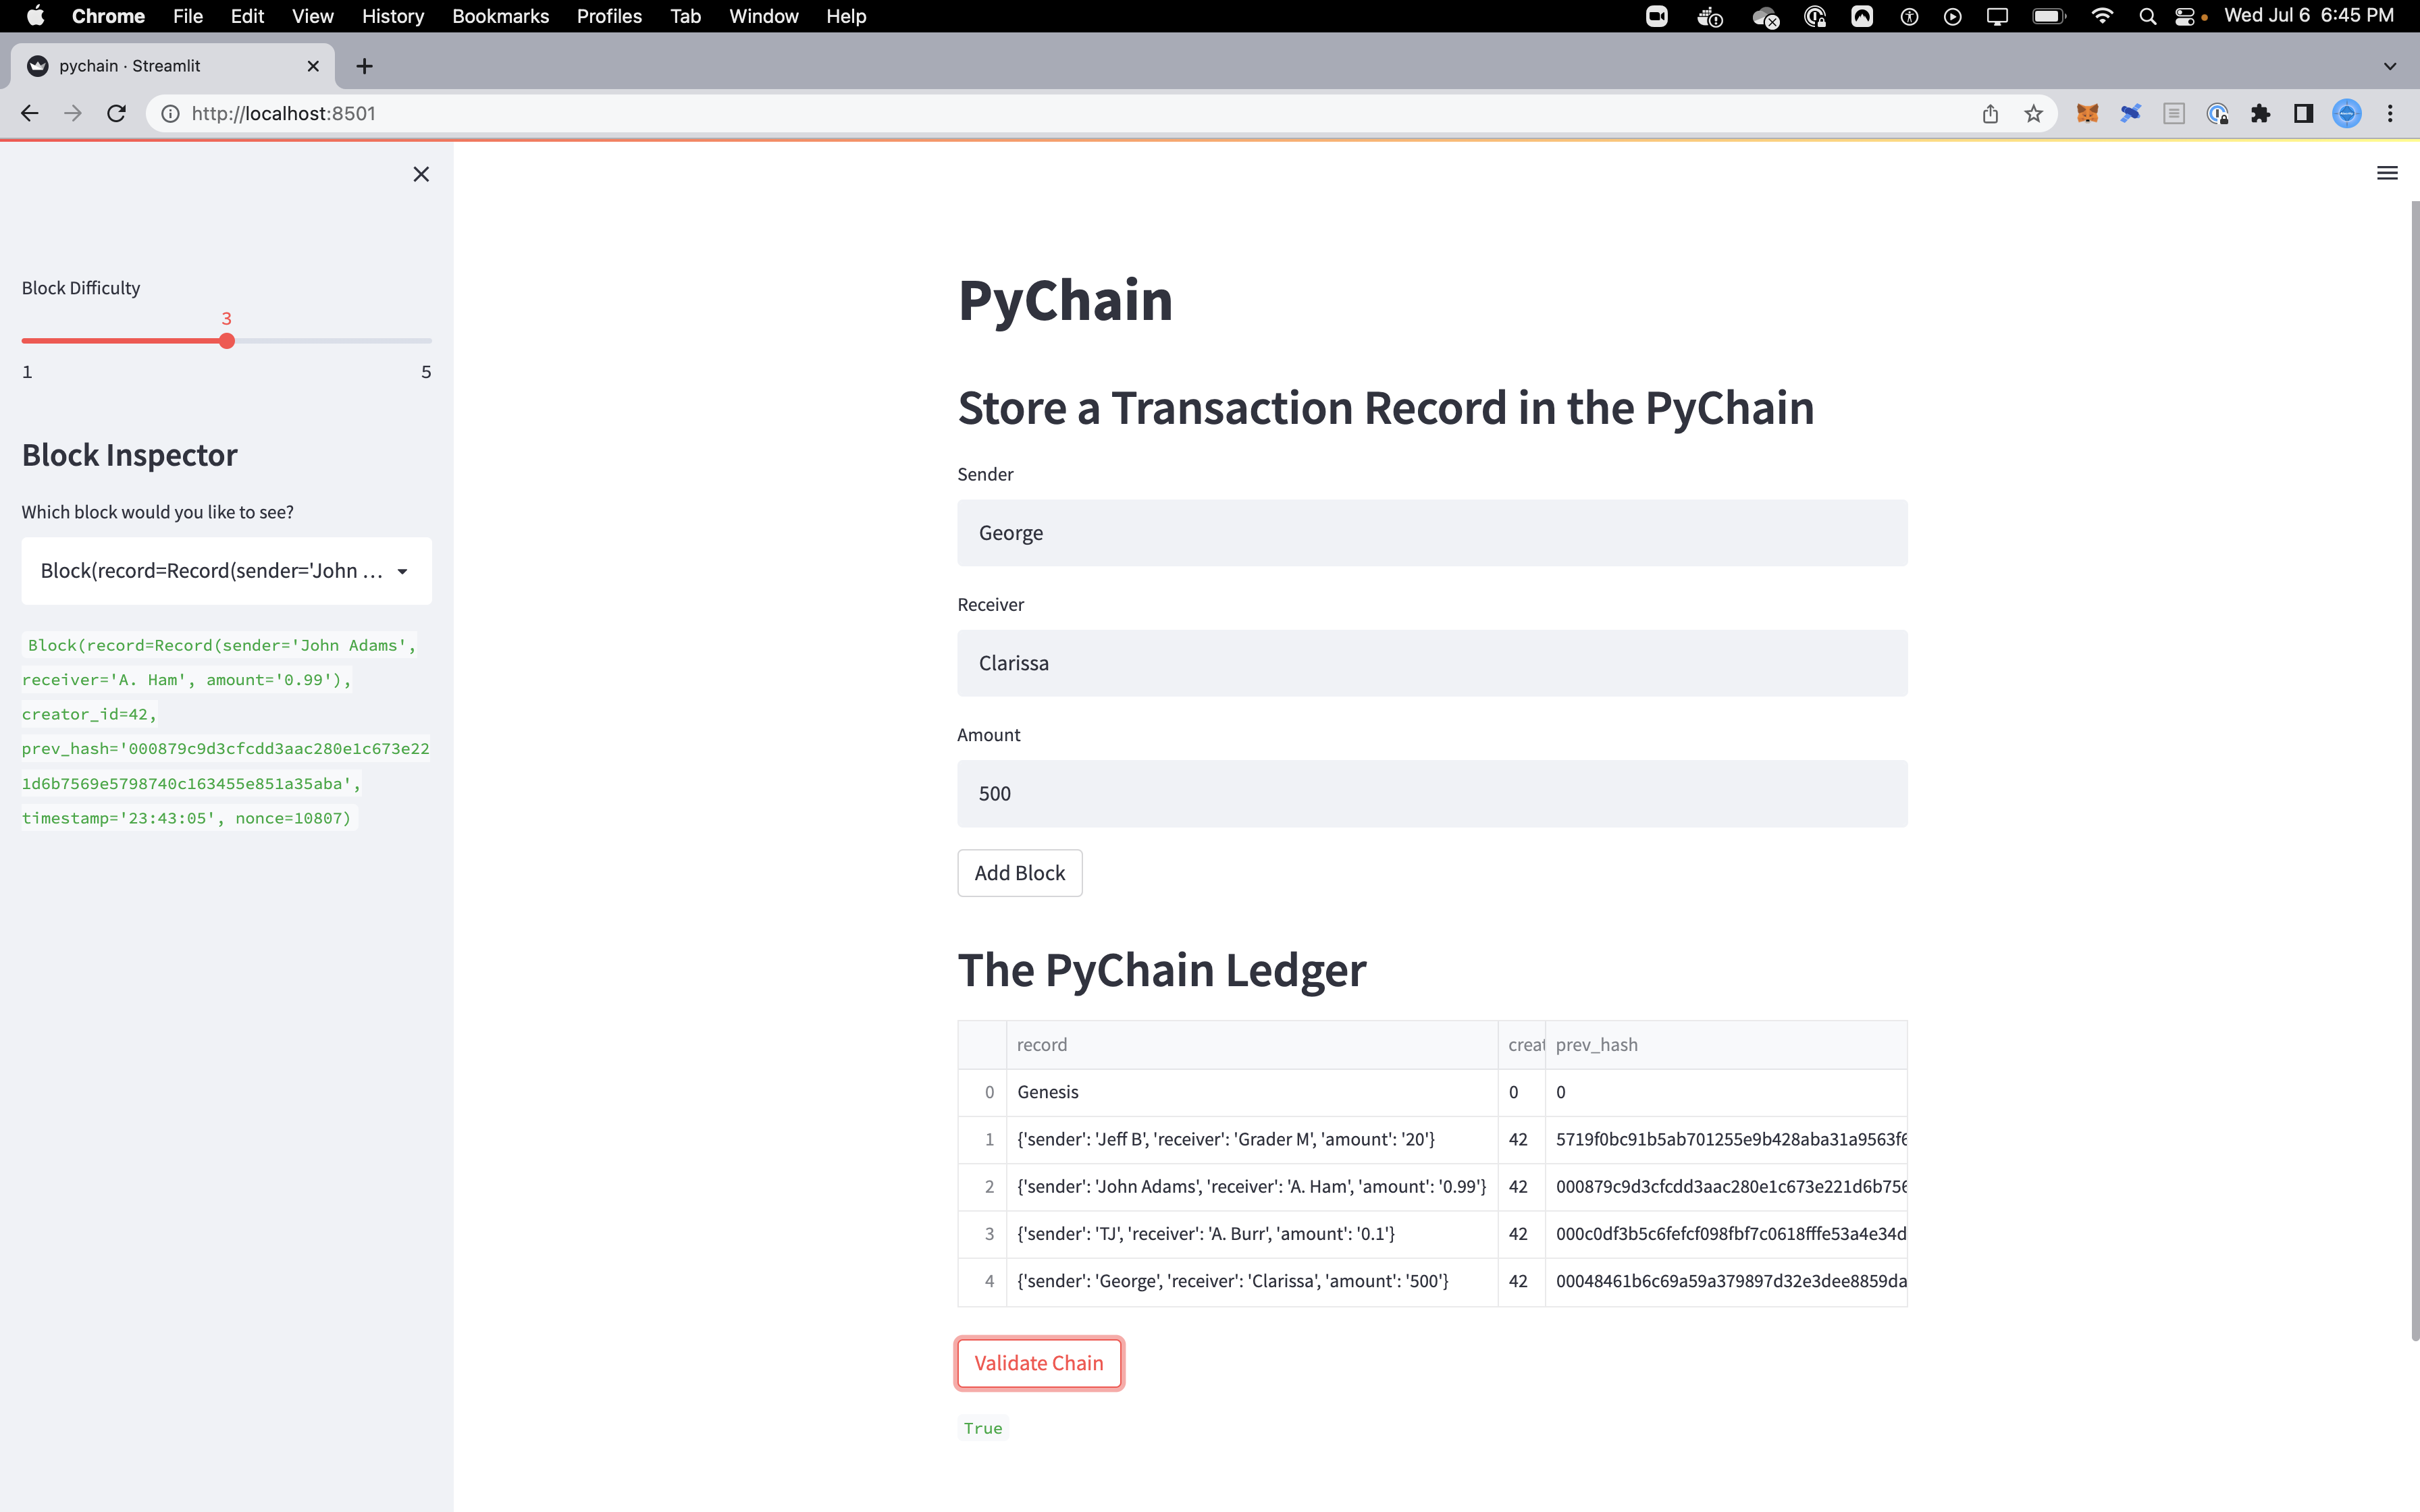 Chrome File Edit View History Bookmarks Profiles Tab Window Help Wed Jul 6 6:45 PM
pychain · Streamlit
http://localhost:8501
Block Difficulty
3
1 5
Block Inspector
Which block would you like to see?
Block(record=Record(sender='John ...
Block(record=Record(sender='John Adams',
receiver='A. Ham', amount='0.99'),
creator_id=42,
prev_hash='000879c9d3cfcdd3aac280e1c673e22
1d6b7569e5798740c163455e851a35aba',
timestamp='23:43:05', nonce=10807)
PyChain
Store a Transaction Record in the PyChain
Sender
George
Receiver
Clarissa
Amount
500
Add Block
The PyChain Ledger
record creat prev_hash
0 Genesis 0 0
1 {'sender': 'Jeff B', 'receiver': 'Grader M', 'amount': '20'} 42 5719f0bc91b5ab701255e9b428aba31a9563f6
2 {'sender': 'John Adams', 'receiver': 'A. Ham', 'amount': '0.99'} 42 000879c9d3cfcdd3aac280e1c673e221d6b756
3 {'sender': 'TJ', 'receiver': 'A. Burr', 'amount': '0.1'} 42 000c0df3b5c6fefcf098fbf7c0618fffe53a4e34d
4 {'sender': 'George', 'receiver': 'Clarissa', 'amount': '500'} 42 00048461b6c69a59a379897d32e3dee8859da
Validate Chain
True